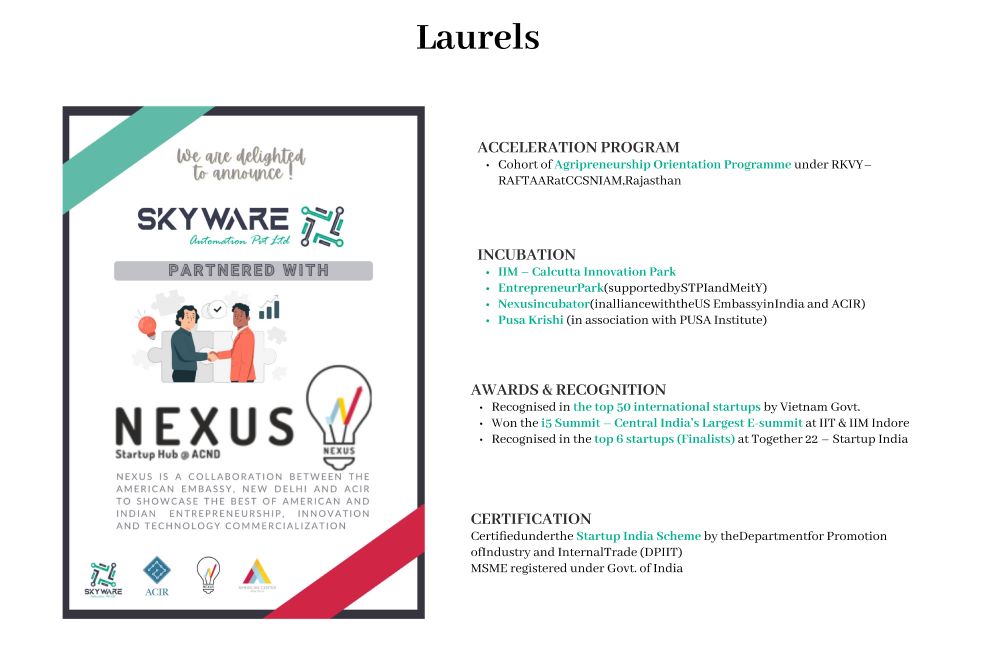 Laurels
We are delighted
to announce !
SKYWARE
Automation Pvt Ltd
PARTNERED WITH
NEXUS
Startup Hub @ ACND
NEXUS
NEXUS IS A COLLABORATION BETWEEN THE
AMERICAN EMBASSY, NEW DELHI AND ACIR
TO SHOWCASE THE BEST OF AMERICAN AND
INDIAN ENTREPRENEURSHIP, INNOVATION
AND TECHNOLOGY COMMERCIALIZATION
SKYWARE
ACIR
NEXUS
AMERICAN CENTER
ACCELERATION PROGRAM
• Cohort of Agripreneurship Orientation Programme under RKVY–
RAFTAARatCCSNIAM,Rajasthan
INCUBATION
• IIM – Calcutta Innovation Park
• EntrepreneurPark(supportedbySTPIandMeitY)
• Nexusincubator(inalliancewiththeUS EmbassyinIndia and ACIR)
• Pusa Krishi (in association with PUSA Institute)
AWARDS & RECOGNITION
• Recognised in the top 50 international startups by Vietnam Govt.
• Won the i5 Summit – Central India's Largest E-summit at IIT & IIM Indore
• Recognised in the top 6 startups (Finalists) at Together 22 – Startup India
CERTIFICATION
Certifiedunderthe Startup India Scheme by theDepartmentfor Promotion
ofIndustry and InternalTrade (DPIIT)
MSME registered under Govt. of India